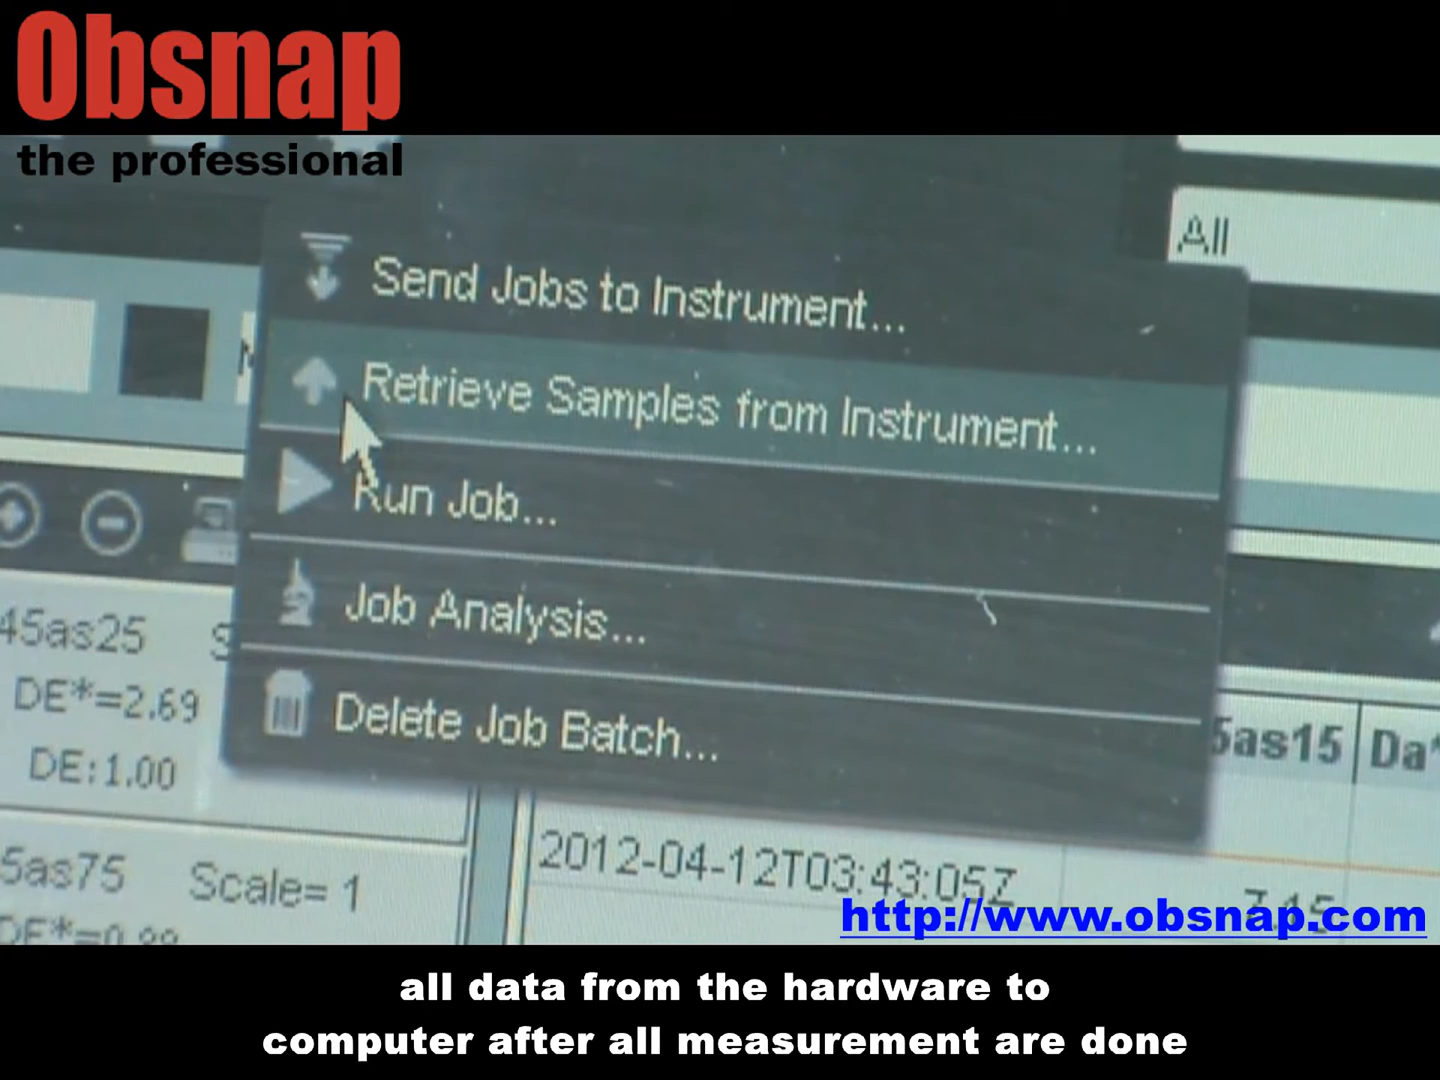 Obsnap
the professional
All
Send Jobs to Instrument...
Retrieve Samples from Instrument...
Run Job...
Job Analysis...
Delete Job Batch...
45as25
DE*=2.69
DE:1.00
5as15 Da*
5as75 Scale= 1
2012-04-12T03:43:05Z
http://www.obsnap.com
all data from the hardware to
computer after all measurement are done